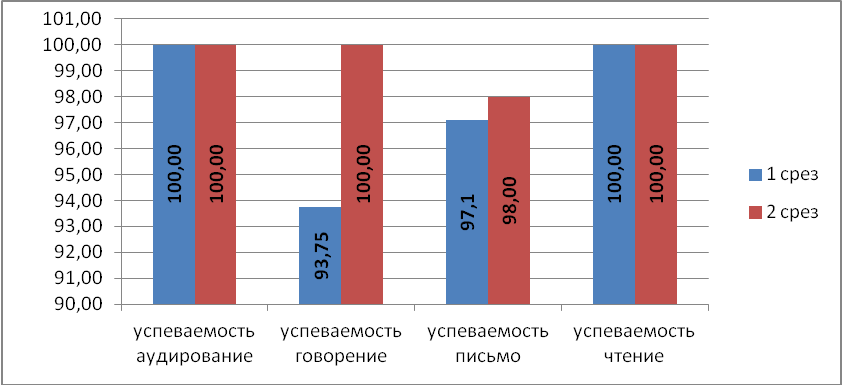 101,00
100,00
99,00
98,00
97,00
96,00
95,00
94,00
93,00
92,00
91,00
90,00
100,00
100,00
93,75
100,00
97,1
98,00
100,00
100,00
успеваемость
аудирование
успеваемость
говорение
успеваемость
письмо
успеваемость
чтение
1 срез
2 срез